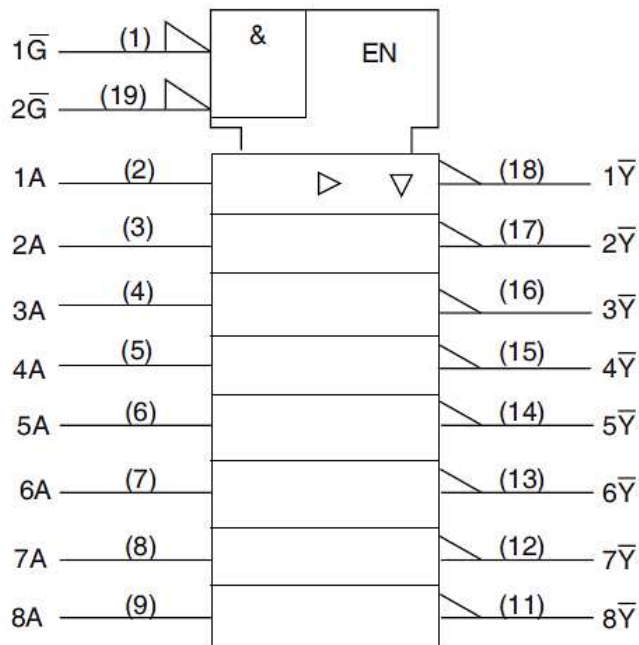 1G̅ (1) & EN
2G̅ (19)
1A (2) (18) 1Y̅
2A (3) (17) 2Y̅
3A (4) (16) 3Y̅
4A (5) (15) 4Y̅
5A (6) (14) 5Y̅
6A (7) (13) 6Y̅
7A (8) (12) 7Y̅
8A (9) (11) 8Y̅